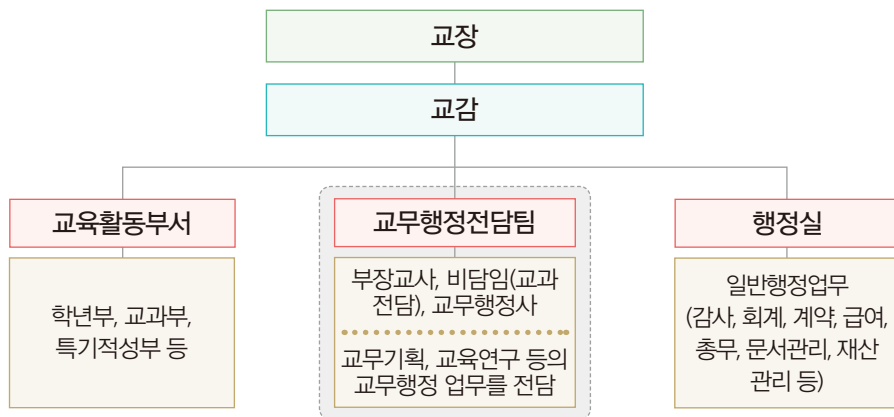 교장
교감
교육활동부서
학년부, 교과부,
특기적성부 등
교무행정전담팀
부장교사, 비담임(교과
전담), 교무행정사
교무기획, 교육연구 등의
교무행정 업무를 전담
행정실
일반행정업무
(감사, 회계, 계약, 급여,
총무, 문서관리, 재산
관리 등)